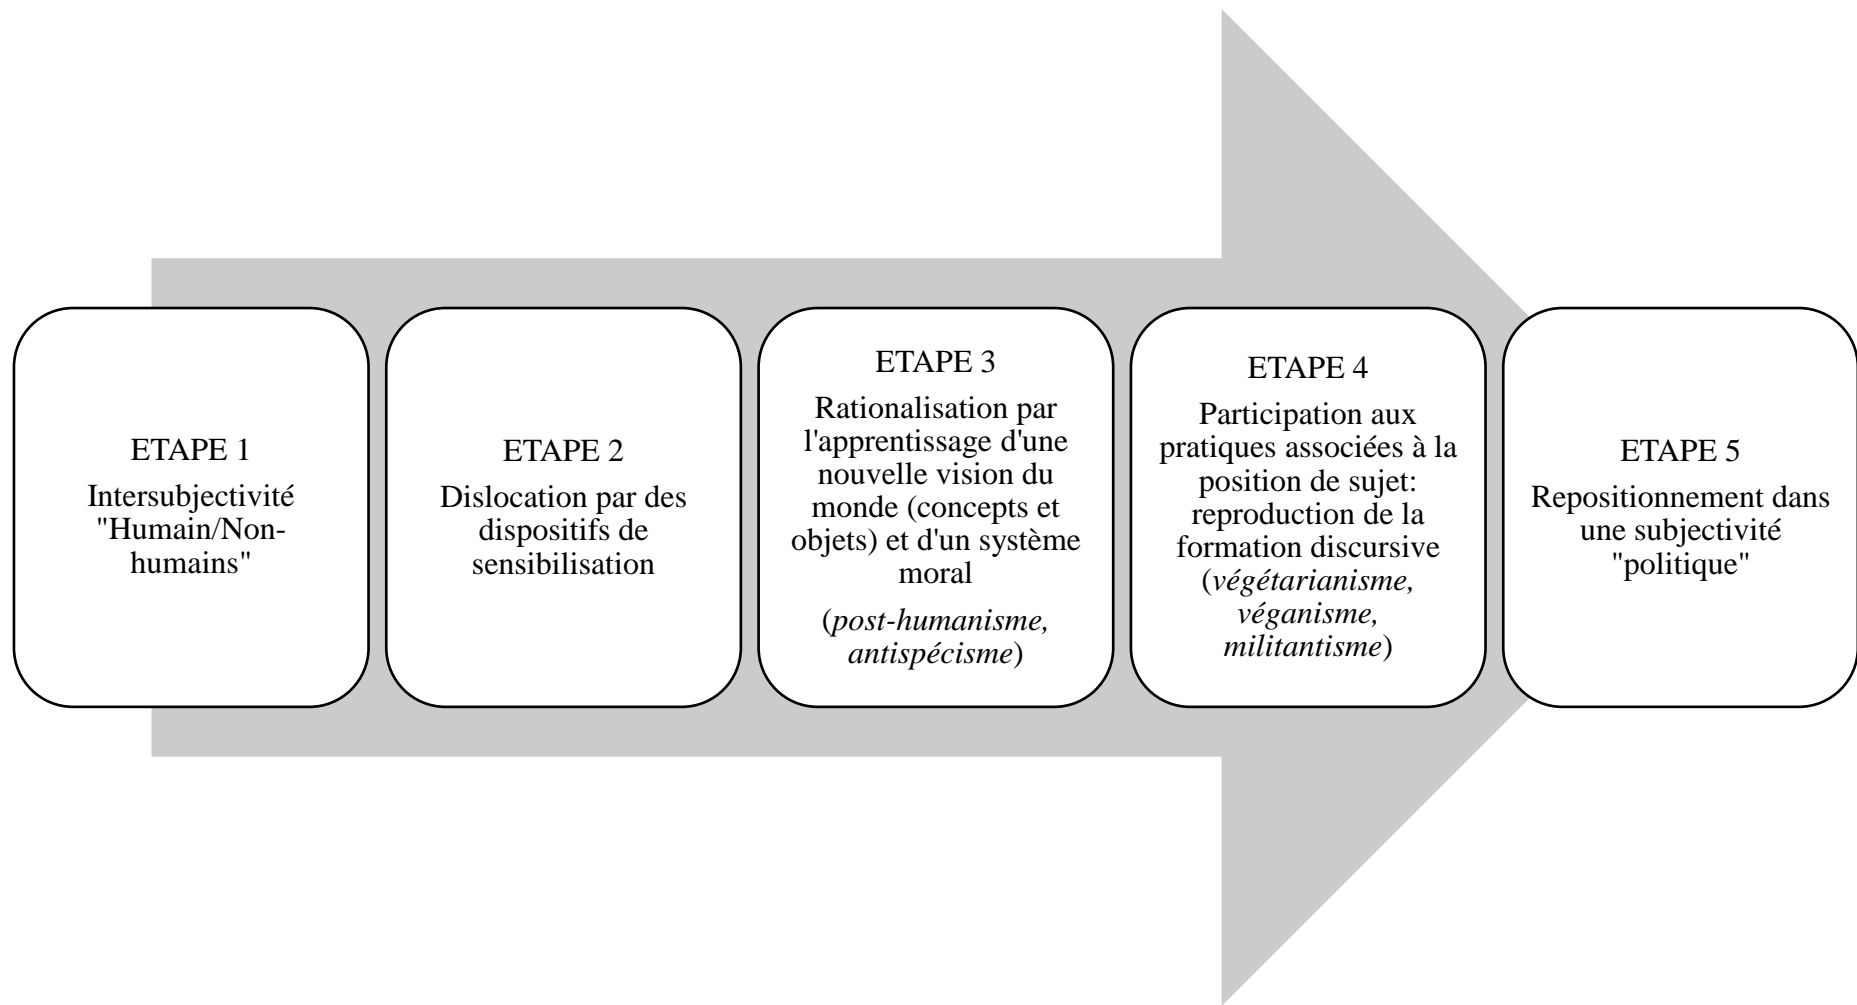 ETAPE 1
Intersubjectivité
"Humain/Non-
humains"
ETAPE 2
Dislocation par des
dispositifs de
sensibilisation
ETAPE 3
Rationalisation par
l'apprentissage d'une
nouvelle vision du
monde (concepts et
objets) et d'un système
moral
(post-humanisme,
antispécisme)
ETAPE 4
Participation aux
pratiques associées à la
position de sujet:
reproduction de la
formation discursive
(végétarianisme,
véganisme,
militantisme)
ETAPE 5
Repositionnement dans
une subjectivité
"politique"